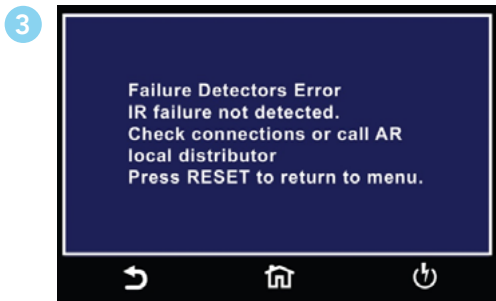 3
Failure Detectors Error
IR failure not detected.
Check connections or call AR
local distributor
Press RESET to return to menu.